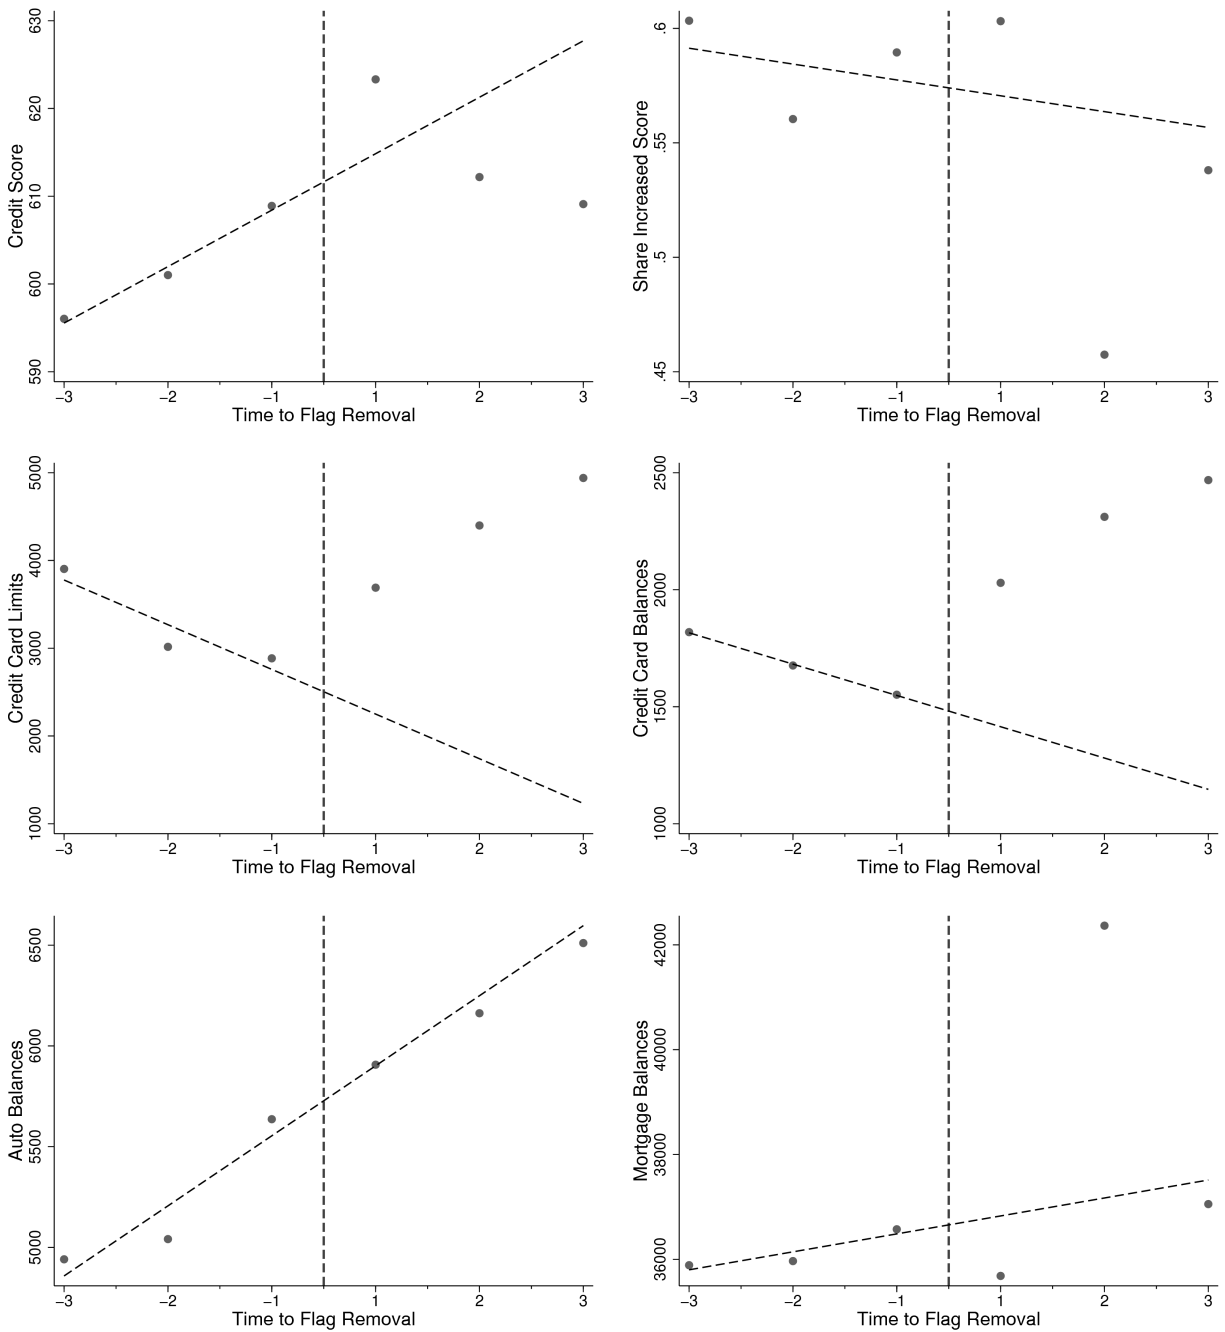 Credit Score
630
620
610
600
590
−3 −2 −1 1 2 3
Time to Flag Removal
Share Increased Score
.6
.55
.5
.45
−3 −2 −1 1 2 3
Time to Flag Removal
Credit Card Limits
5000
4000
3000
2000
1000
−3 −2 −1 1 2 3
Time to Flag Removal
Credit Card Balances
2500
2000
1500
1000
−3 −2 −1 1 2 3
Time to Flag Removal
Auto Balances
6500
6000
5500
5000
−3 −2 −1 1 2 3
Time to Flag Removal
Mortgage Balances
42000
40000
38000
36000
−3 −2 −1 1 2 3
Time to Flag Removal